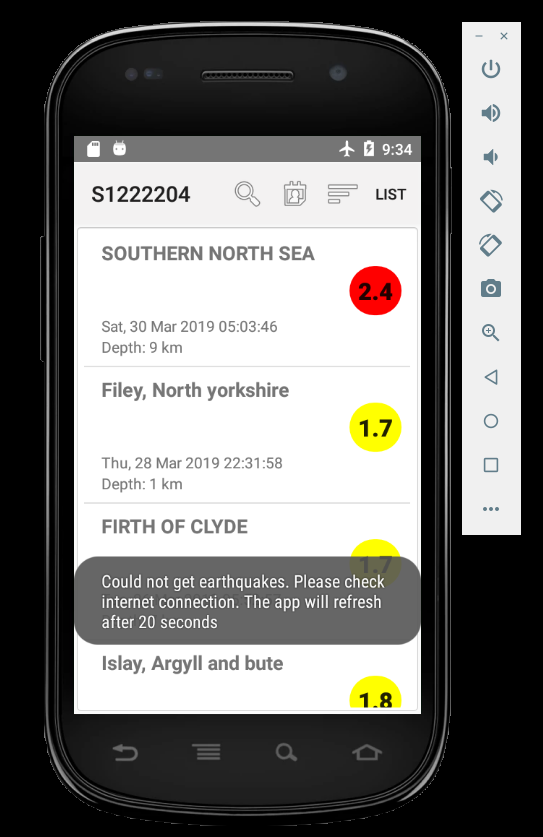 9:34
S1222204 LIST
SOUTHERN NORTH SEA
2.4
Sat, 30 Mar 2019 05:03:46
Depth: 9 km
Filey, North yorkshire
1.7
Thu, 28 Mar 2019 22:31:58
Depth: 1 km
FIRTH OF CLYDE
1.7
Could not get earthquakes. Please check
internet connection. The app will refresh
after 20 seconds
Islay, Argyll and bute
1.8